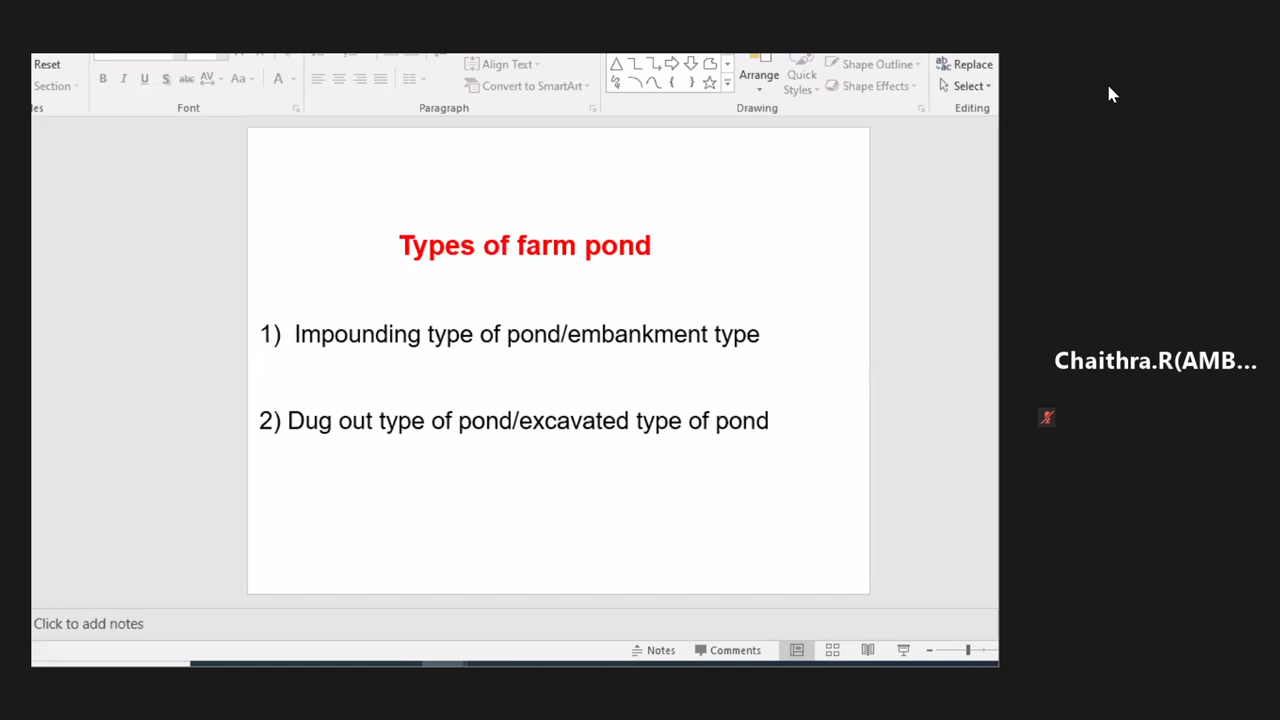 Reset
Section
les
B I U S abc AV Aa A
Font
Align Text
Convert to SmartArt
Paragraph
Arrange
Quick
Styles
Shape Outline
Shape Effects
Drawing
Replace
Select
Editing
Types of farm pond
1) Impounding type of pond/embankment type
2) Dug out type of pond/excavated type of pond
Chaithra.R(AMB...
Click to add notes
Notes
Comments